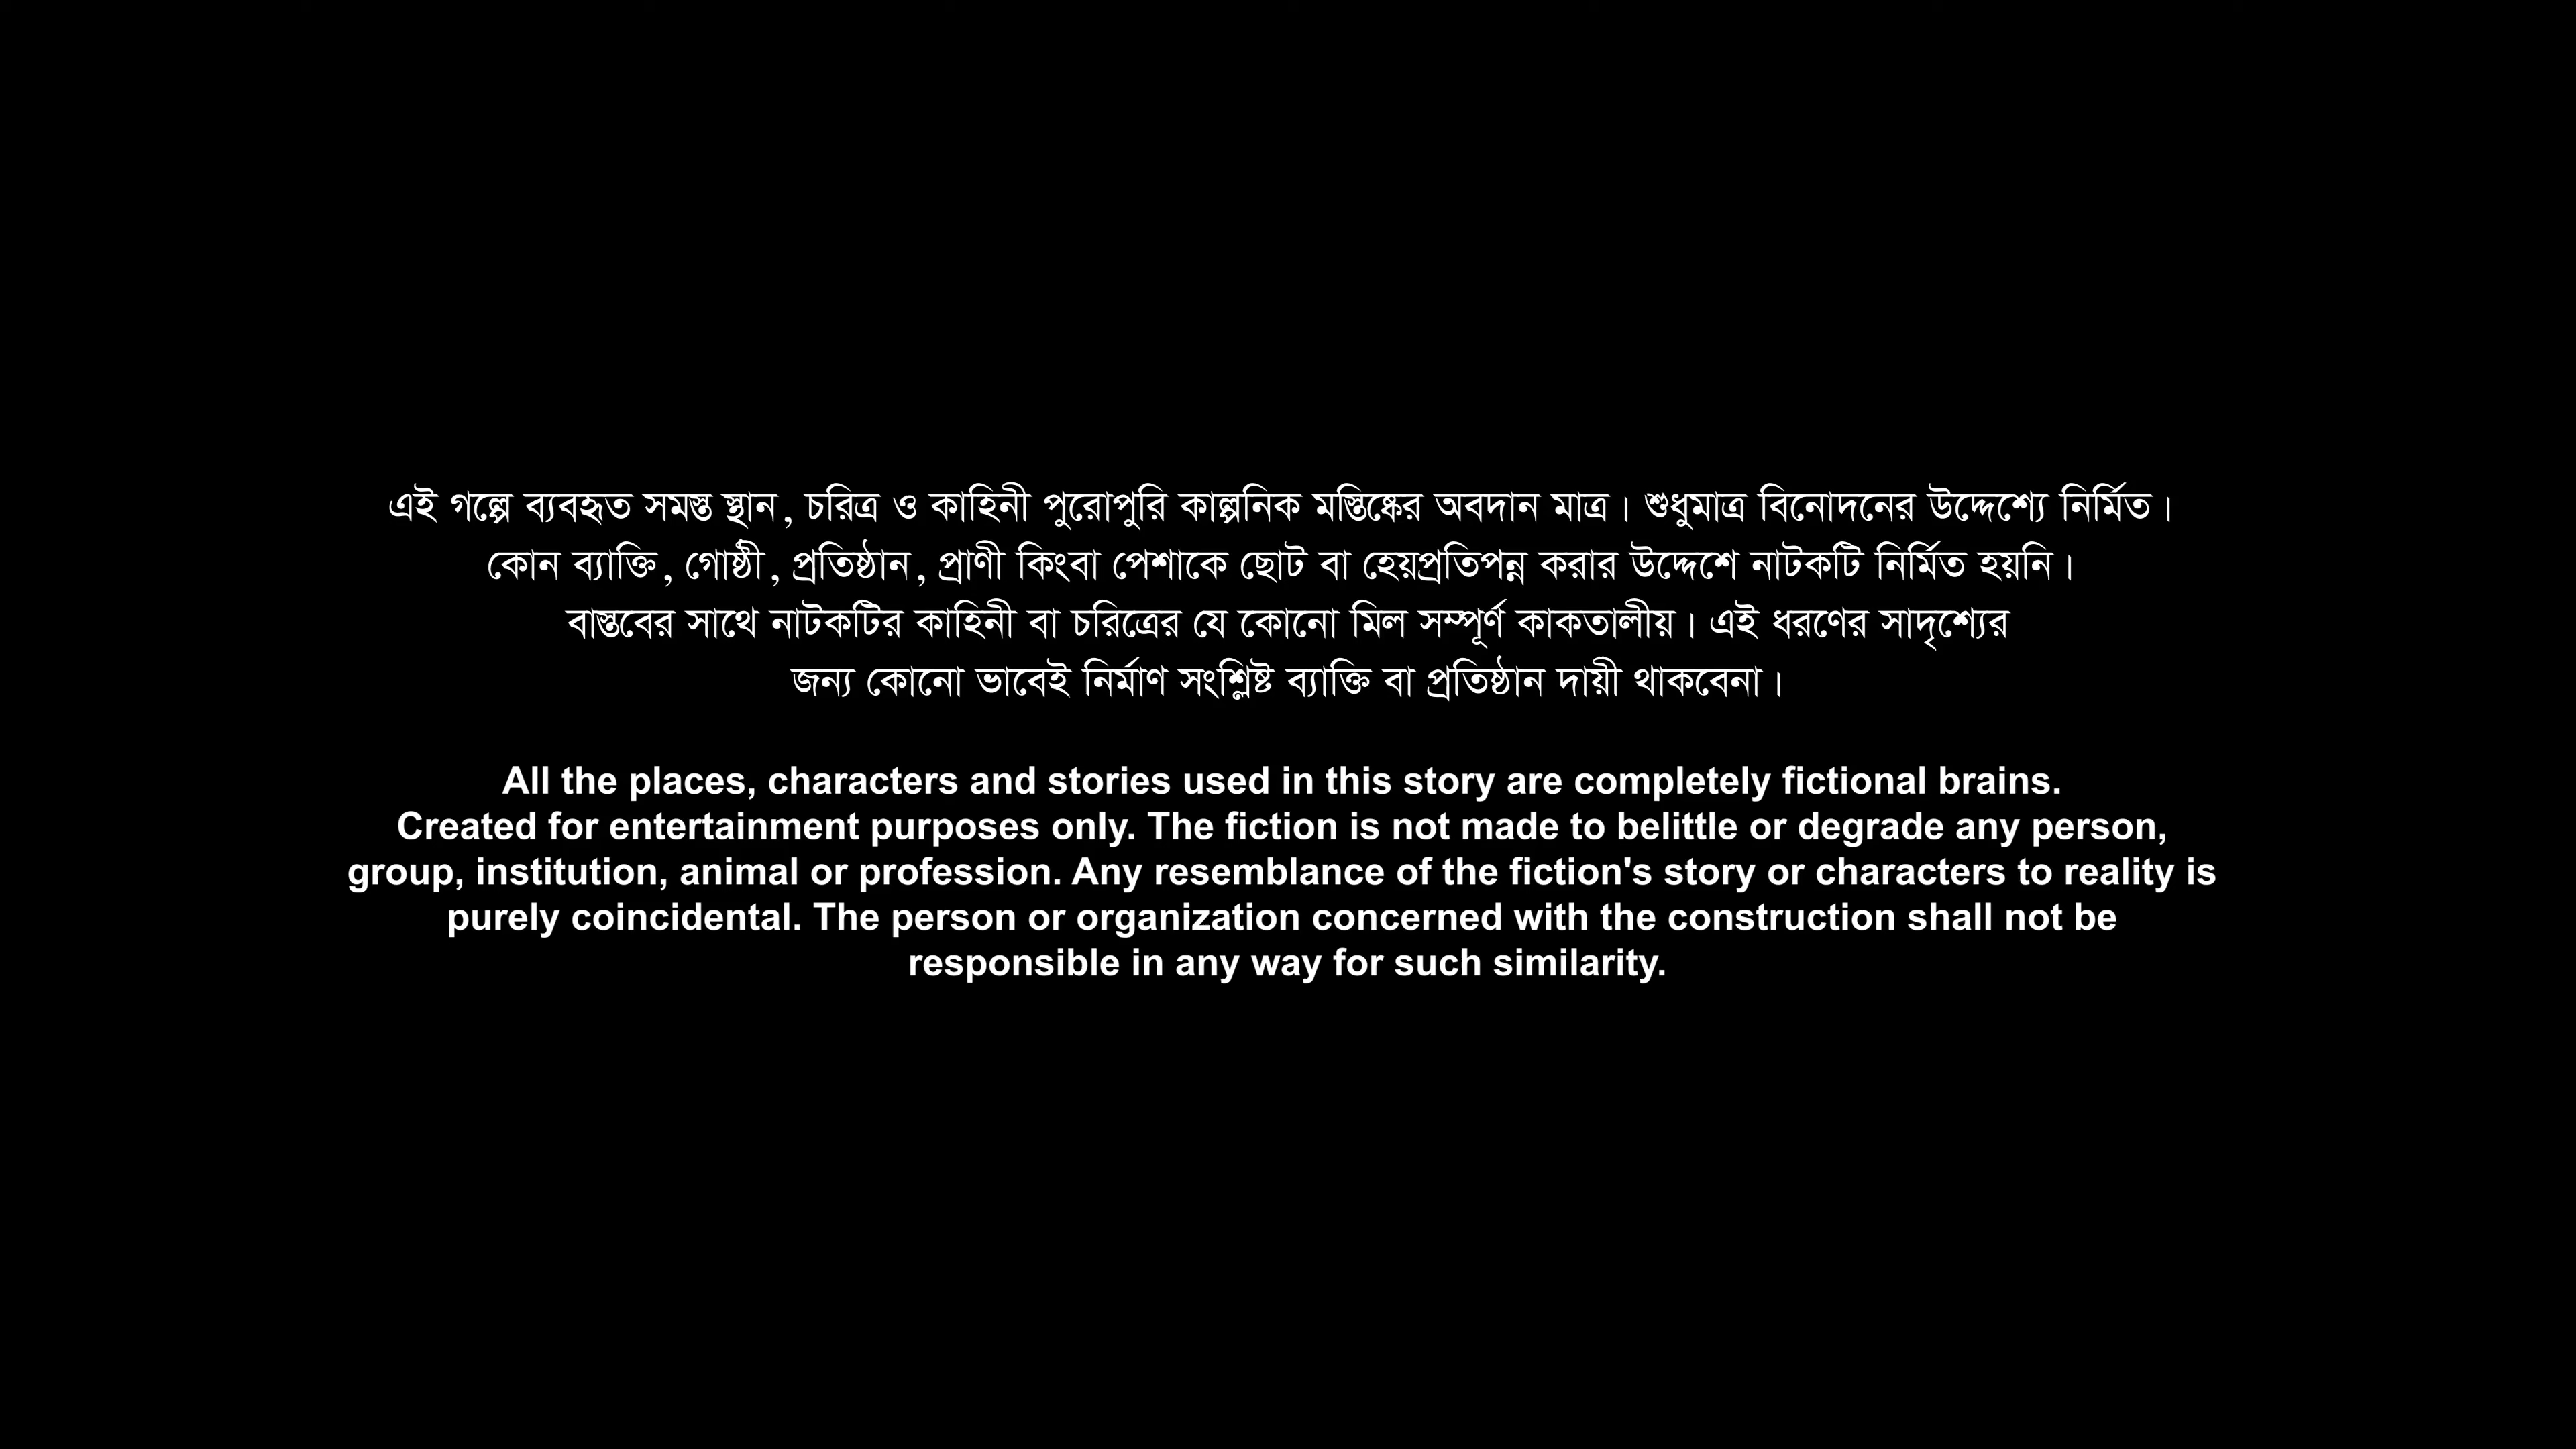 এই গল্পে ব্যবহৃত সমস্ত স্থান, চরিত্র ও কাহিনী পুরোপুরি কাল্পনিক মস্তিষ্কের অবদান মাত্র। শুধুমাত্র বিনোদনের উদ্দেশ্যে নির্মিত।
কোন ব্যাক্তি, গোষ্ঠী, প্রতিষ্ঠান, প্রাণী কিংবা পেশাকে ছোট বা হেয়প্রতিপন্ন করার উদ্দেশে নাটকটি নির্মিত হয়নি।
বাস্তবের সাথে নাটকটির কাহিনী বা চরিত্রের যে কোনো মিল সম্পূর্ণ কাকতালীয়। এই ধরণের সাদৃশ্যের
জন্য কোনো ভাবেই নির্মাণ সংশ্লিষ্ট ব্যাক্তি বা প্রতিষ্ঠান দায়ী থাকবেনা।
All the places, characters and stories used in this story are completely fictional brains.
Created for entertainment purposes only. The fiction is not made to belittle or degrade any person,
group, institution, animal or profession. Any resemblance of the fiction's story or characters to reality is
purely coincidental. The person or organization concerned with the construction shall not be
responsible in any way for such similarity.